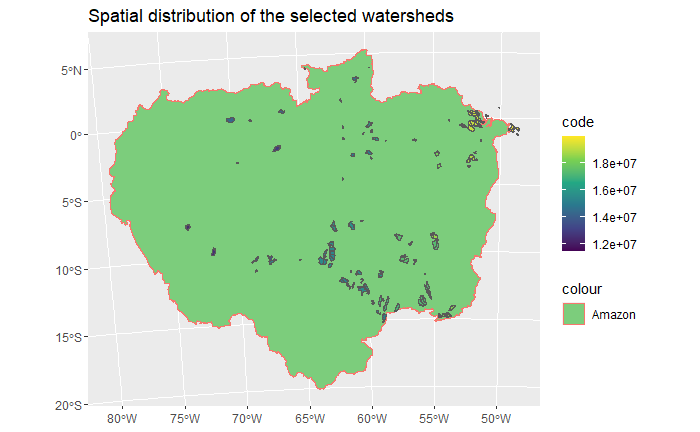 Spatial distribution of the selected watersheds
5°N
0°
5°S
10°S
15°S
20°S
80°W
75°W
70°W
65°W
60°W
55°W
50°W
code
1.8e+07
1.6e+07
1.4e+07
1.2e+07
colour
Amazon